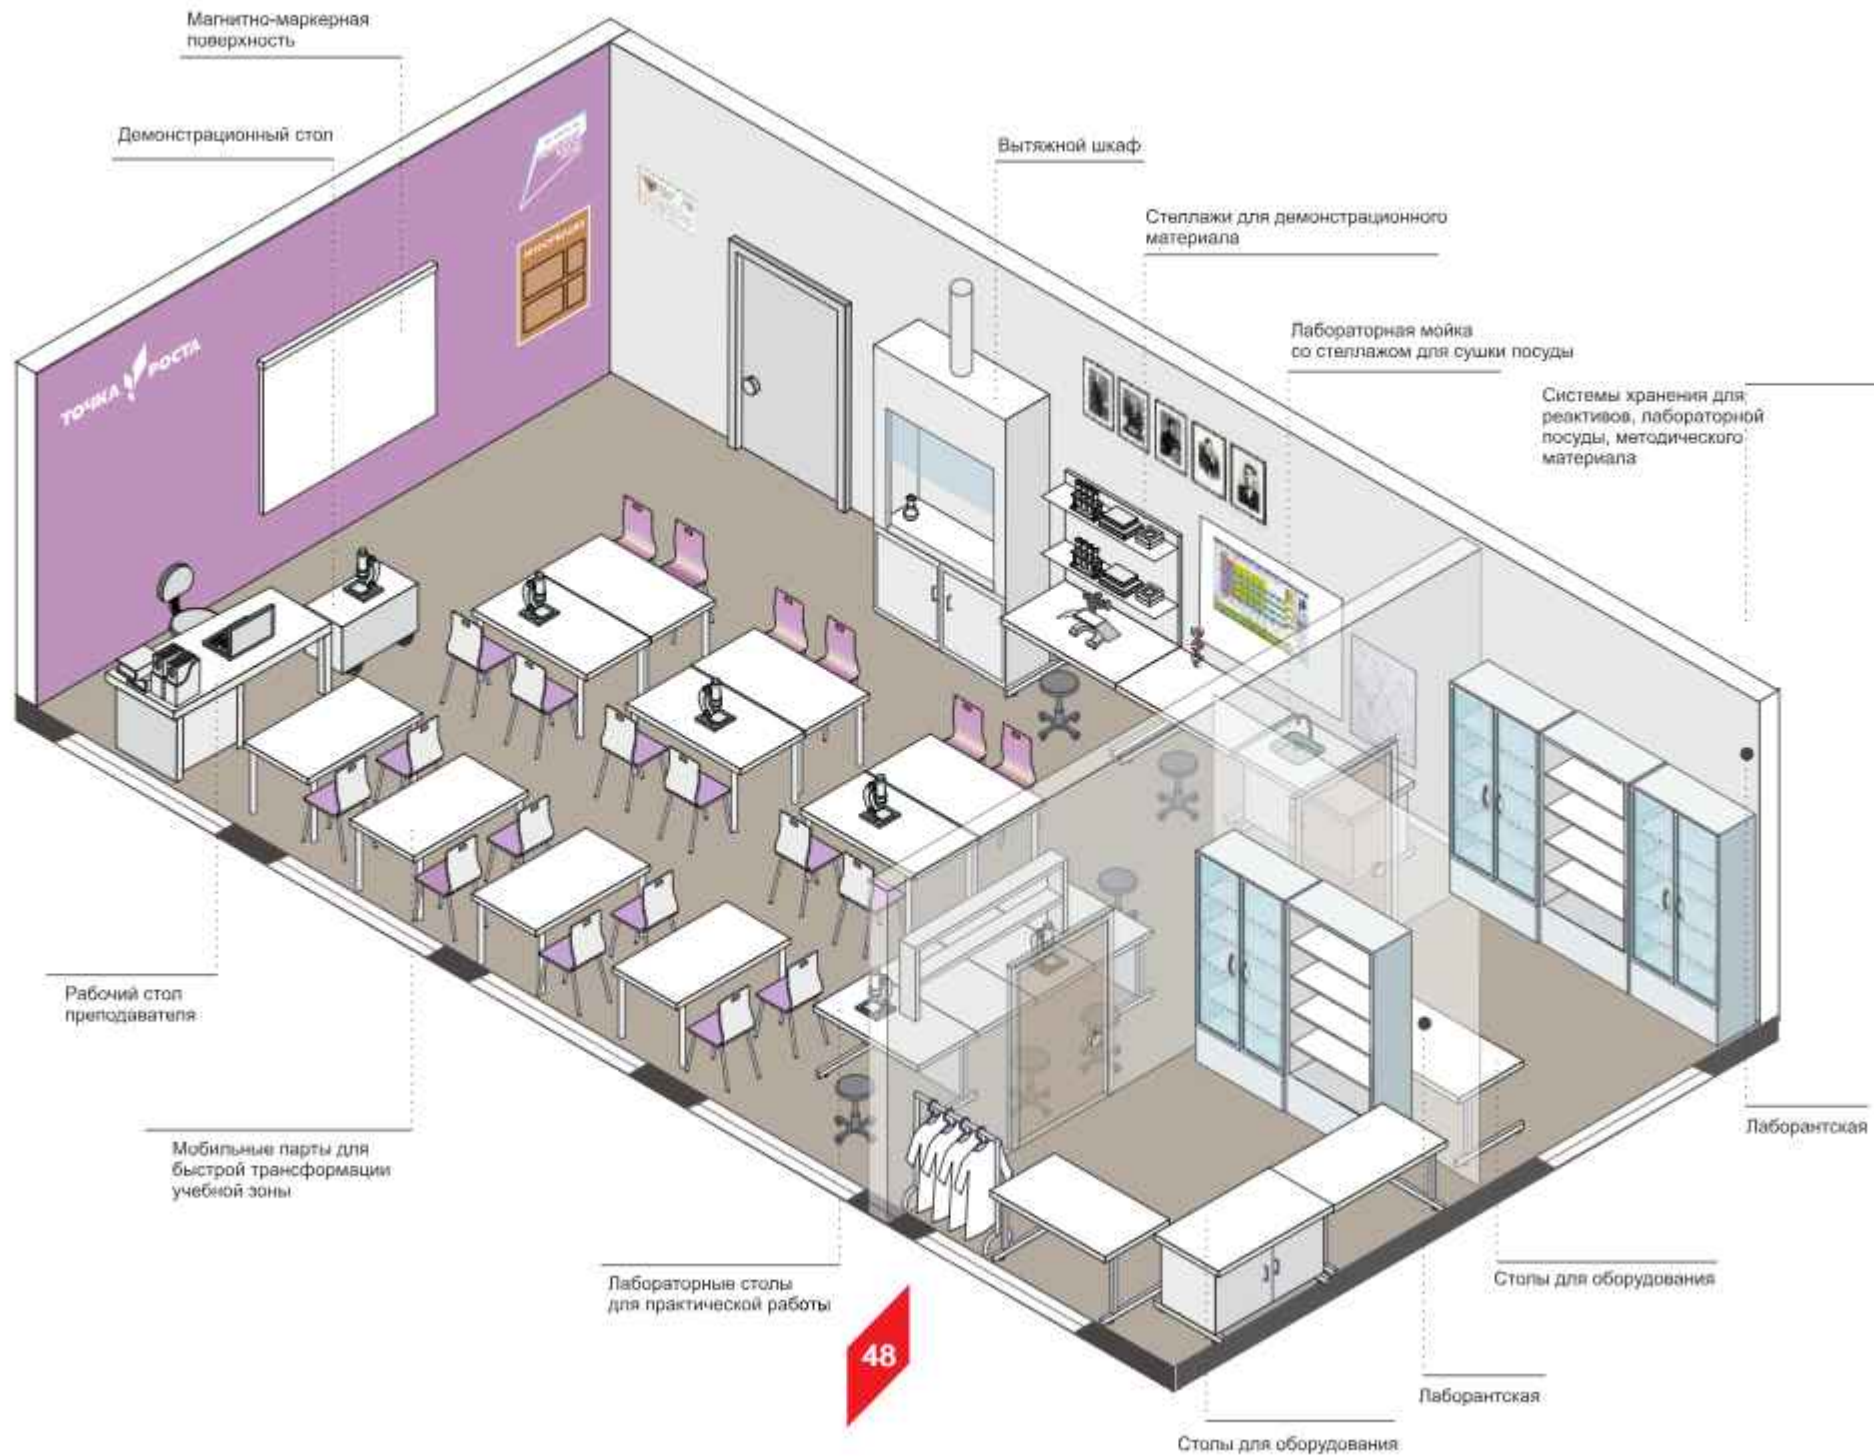 Магнитно-маркерная
поверхность
Демонстрационный стол
Вытяжной шкаф
Стеллажи для демонстрационного
материала
Лабораторная мойка
со стеллажом для сушки посуды
Системы хранения для
реактивов, лабораторной
посуды, методического
материала
ТОЧКА РОСТА
ИНФОРМАЦИЯ
Рабочий стол
преподавателя
Мобильные парты для
быстрой трансформации
учебной зоны
Лабораторные столы
для практической работы
48
Лаборантская
Столы для оборудования
Лаборантская
Столы для оборудования